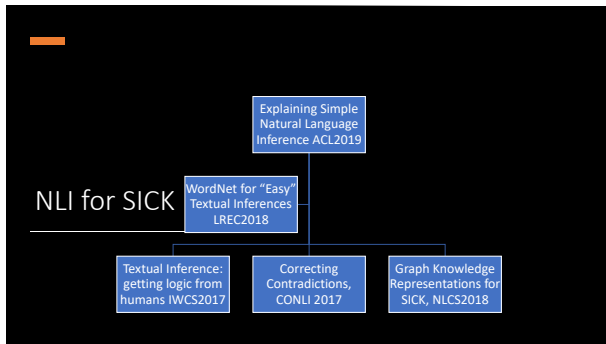 Explaining Simple
Natural Language
Inference ACL2019
NLI for SICK
WordNet for “Easy”
Textual Inferences
LREC2018
Textual Inference:
getting logic from
humans IWCS2017
Correcting
Contradictions,
CONLI 2017
Graph Knowledge
Representations for
SICK, NLCS2018